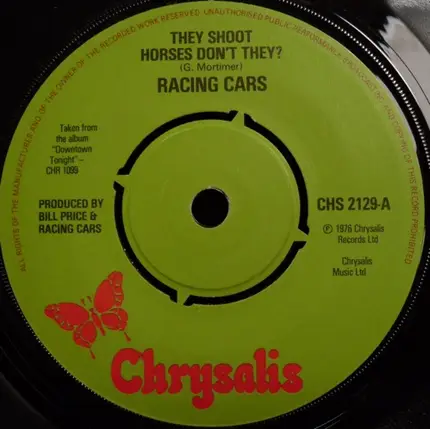 ALL RIGHTS OF THE MANUFACTURER AND OF THE OWNER OF THE RECORDED WORK RESERVED UNAUTHORISED PUBLIC PERFORMANCE BROADCASTING AND COPYING OF THIS RECORD PROHIBITED
THEY SHOOT
HORSES DON'T THEY?
(G. Mortimer)
RACING CARS
Taken from
the album
"Downtown
Tonight"–
CHR 1099
PRODUCED BY
BILL PRICE &
RACING CARS
CHS 2129-A
Ⓟ 1976 Chrysalis
Records Ltd
Chrysalis
Music Ltd
Chrysalis